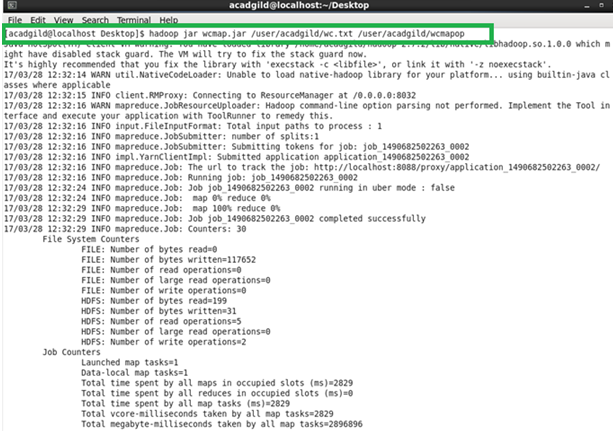 acadgild@localhost:~/Desktop
File Edit View Search Terminal Help
[acadgild@localhost Desktop]$ hadoop jar wcmap.jar /user/acadgild/wc.txt /user/acadgild/wcmapop
Java HotSpot(TM) Client VM warning: You have loaded library /home/acadgild/hadoop-2.7.2/lib/native/libhadoop.so.1.0.0 which m
ight have disabled stack guard. The VM will try to fix the stack guard now.
It's highly recommended that you fix the library with 'execstack -c <libfile>', or link it with '-z noexecstack'.
17/03/28 12:32:14 WARN util.NativeCodeLoader: Unable to load native-hadoop library for your platform... using builtin-java cl
asses where applicable
17/03/28 12:32:15 INFO client.RMProxy: Connecting to ResourceManager at /0.0.0.0:8032
17/03/28 12:32:16 WARN mapreduce.JobResourceUploader: Hadoop command-line option parsing not performed. Implement the Tool in
terface and execute your application with ToolRunner to remedy this.
17/03/28 12:32:16 INFO input.FileInputFormat: Total input paths to process : 1
17/03/28 12:32:16 INFO mapreduce.JobSubmitter: number of splits:1
17/03/28 12:32:16 INFO mapreduce.JobSubmitter: Submitting tokens for job: job_1490682502263_0002
17/03/28 12:32:16 INFO impl.YarnClientImpl: Submitted application application_1490682502263_0002
17/03/28 12:32:16 INFO mapreduce.Job: The url to track the job: http://localhost:8088/proxy/application_1490682502263_0002/
17/03/28 12:32:16 INFO mapreduce.Job: Running job: job_1490682502263_0002
17/03/28 12:32:24 INFO mapreduce.Job: Job job_1490682502263_0002 running in uber mode : false
17/03/28 12:32:24 INFO mapreduce.Job: map 0% reduce 0%
17/03/28 12:32:29 INFO mapreduce.Job: map 100% reduce 0%
17/03/28 12:32:29 INFO mapreduce.Job: Job job_1490682502263_0002 completed successfully
17/03/28 12:32:29 INFO mapreduce.Job: Counters: 30
File System Counters
FILE: Number of bytes read=0
FILE: Number of bytes written=117652
FILE: Number of read operations=0
FILE: Number of large read operations=0
FILE: Number of write operations=0
HDFS: Number of bytes read=199
HDFS: Number of bytes written=31
HDFS: Number of read operations=5
HDFS: Number of large read operations=0
HDFS: Number of write operations=2
Job Counters
Launched map tasks=1
Data-local map tasks=1
Total time spent by all maps in occupied slots (ms)=2829
Total time spent by all reduces in occupied slots (ms)=0
Total time spent by all map tasks (ms)=2829
Total vcore-milliseconds taken by all map tasks=2829
Total megabyte-milliseconds taken by all map tasks=2896896